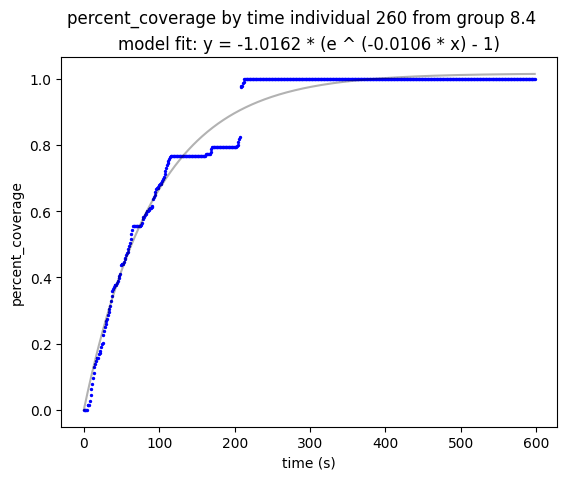 percent_coverage by time individual 260 from group 8.4
model fit: y = -1.0162 * (e ^ (-0.0106 * x) - 1)
1.0
0.8
0.6
0.4
0.2
0.0
percent_coverage
0 100 200 300 400 500 600
time (s)